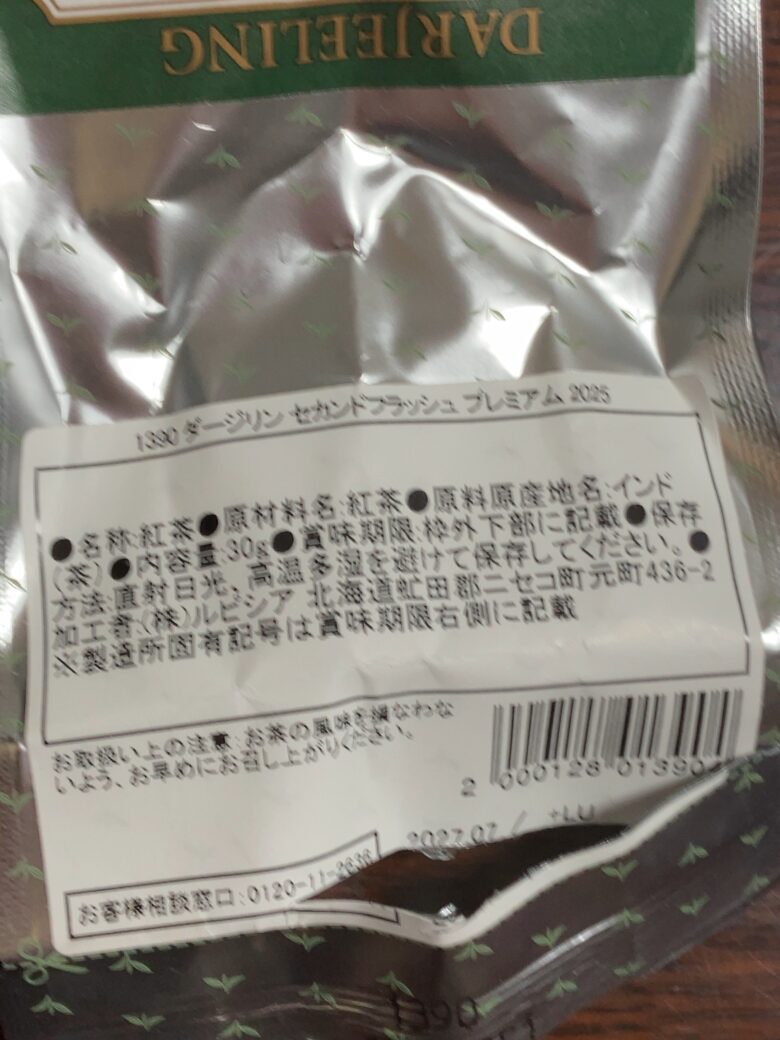 DARJEELING
1390 ダージリン セカンドフラッシュ プレミアム 2025
●名称:紅茶●原材料名:紅茶●原料原産地名:インド
(茶)●内容量:30g●賞味期限:枠外下部に記載●保存
方法:直射日光、高温多湿を避けて保存してください。●
加工者:(株)ルピシア 北海道虻田郡ニセコ町元町436-2
※製造所固有記号は賞味期限右側に記載
お取扱い上の注意:お茶の風味を損なわな
いよう、お早めにお召し上がりください。
2 000128 01390
2027.07 / +LU
お客様相談窓口:0120-11-2636
1390